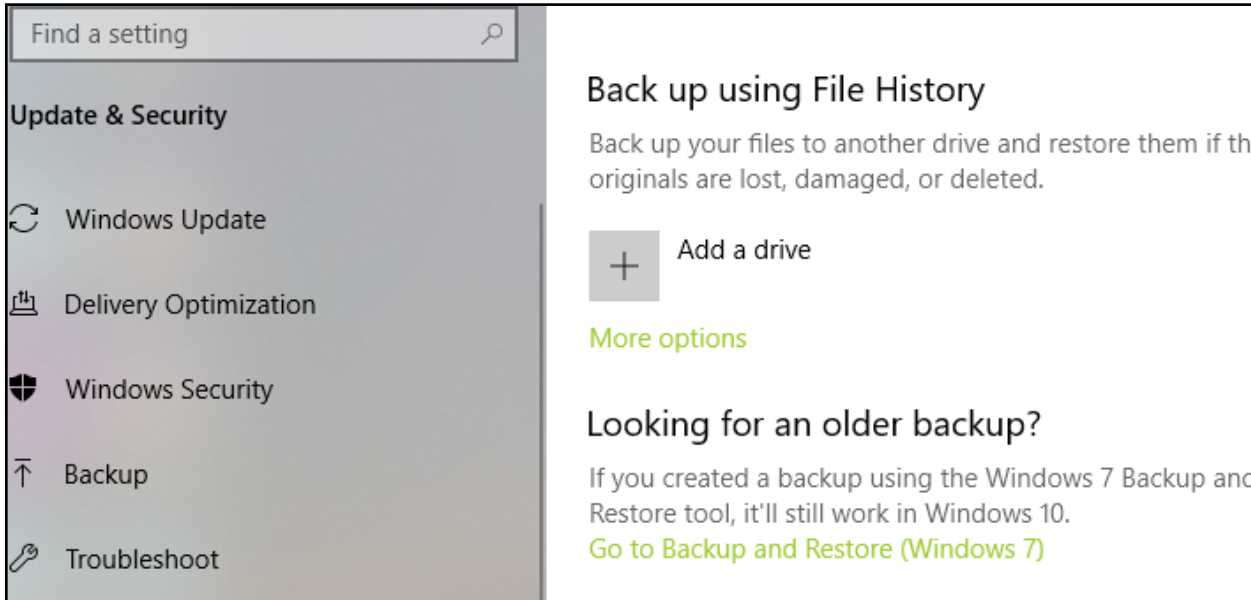 Find a setting
Update & Security
Windows Update
Delivery Optimization
Windows Security
Backup
Troubleshoot
Back up using File History
Back up your files to another drive and restore them if th
originals are lost, damaged, or deleted.
Add a drive
More options
Looking for an older backup?
If you created a backup using the Windows 7 Backup and
Restore tool, it'll still work in Windows 10.
Go to Backup and Restore (Windows 7)